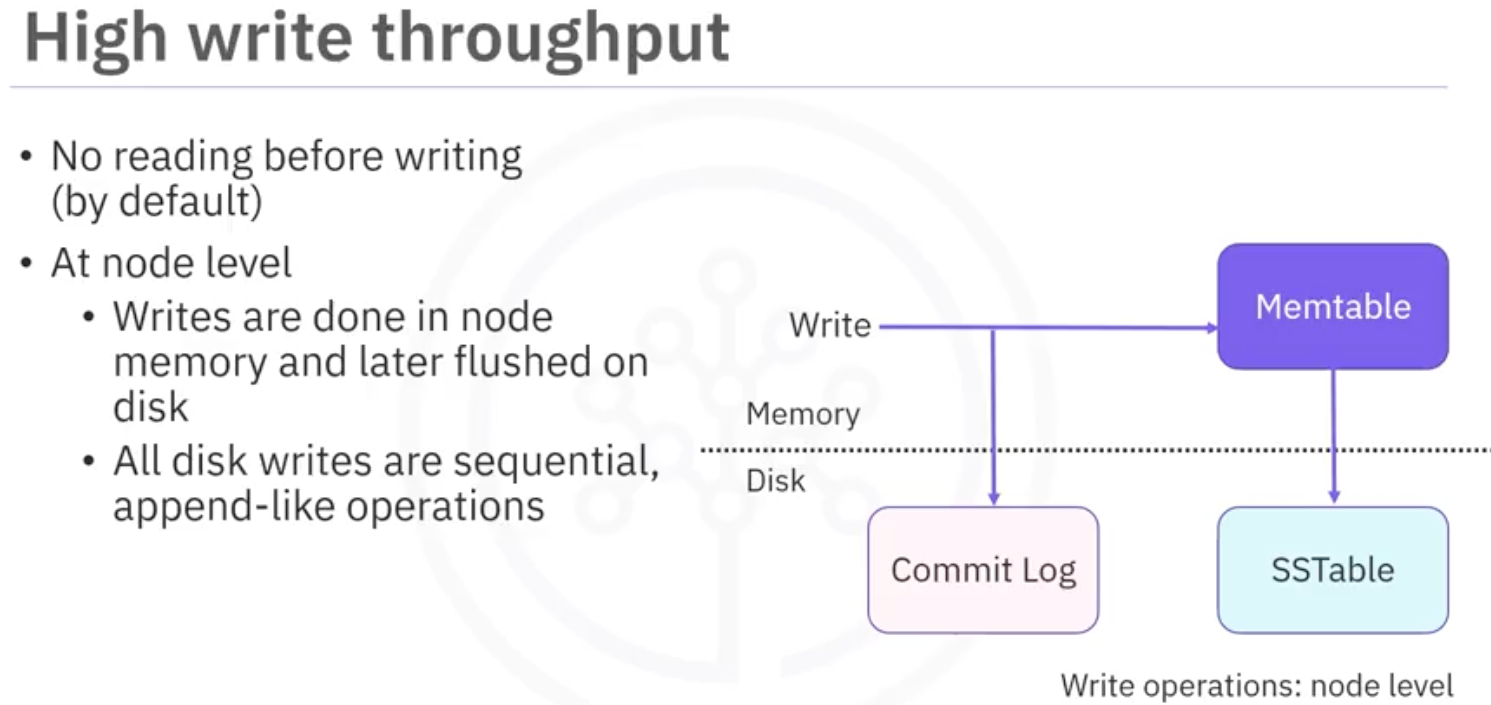 High write throughput
• No reading before writing
(by default)
• At node level
• Writes are done in node
memory and later flushed on
disk
• All disk writes are sequential,
append-like operations
Memtable
Write
Memory
Disk
Commit Log
SSTable
Write operations: node level